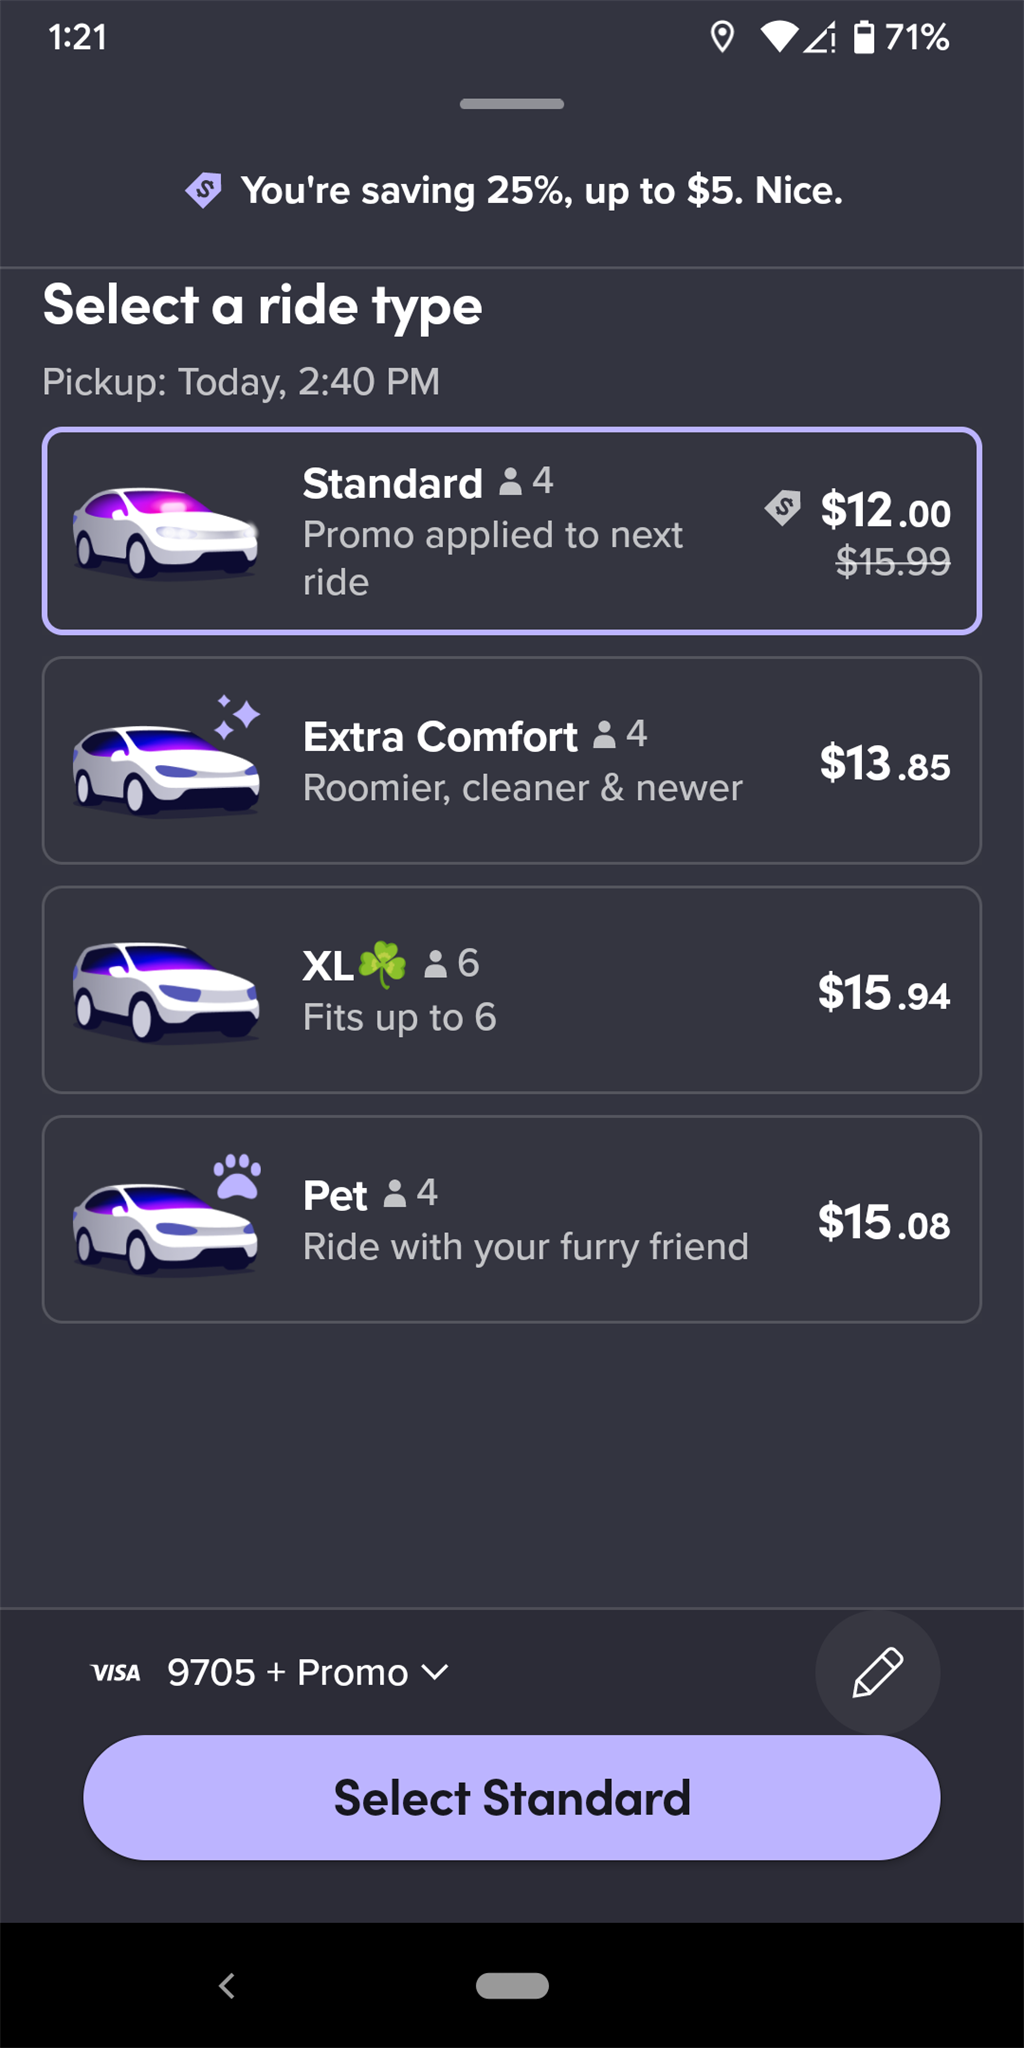 1:21
71%
You're saving 25%, up to $5. Nice.
Select a ride type
Pickup: Today, 2:40 PM
Standard 4
Promo applied to next
ride
$12.00
$15.99
Extra Comfort 4
Roomier, cleaner & newer
$13.85
XL☘️ 6
Fits up to 6
$15.94
Pet 4
Ride with your furry friend
$15.08
VISA 9705 + Promo
Select Standard